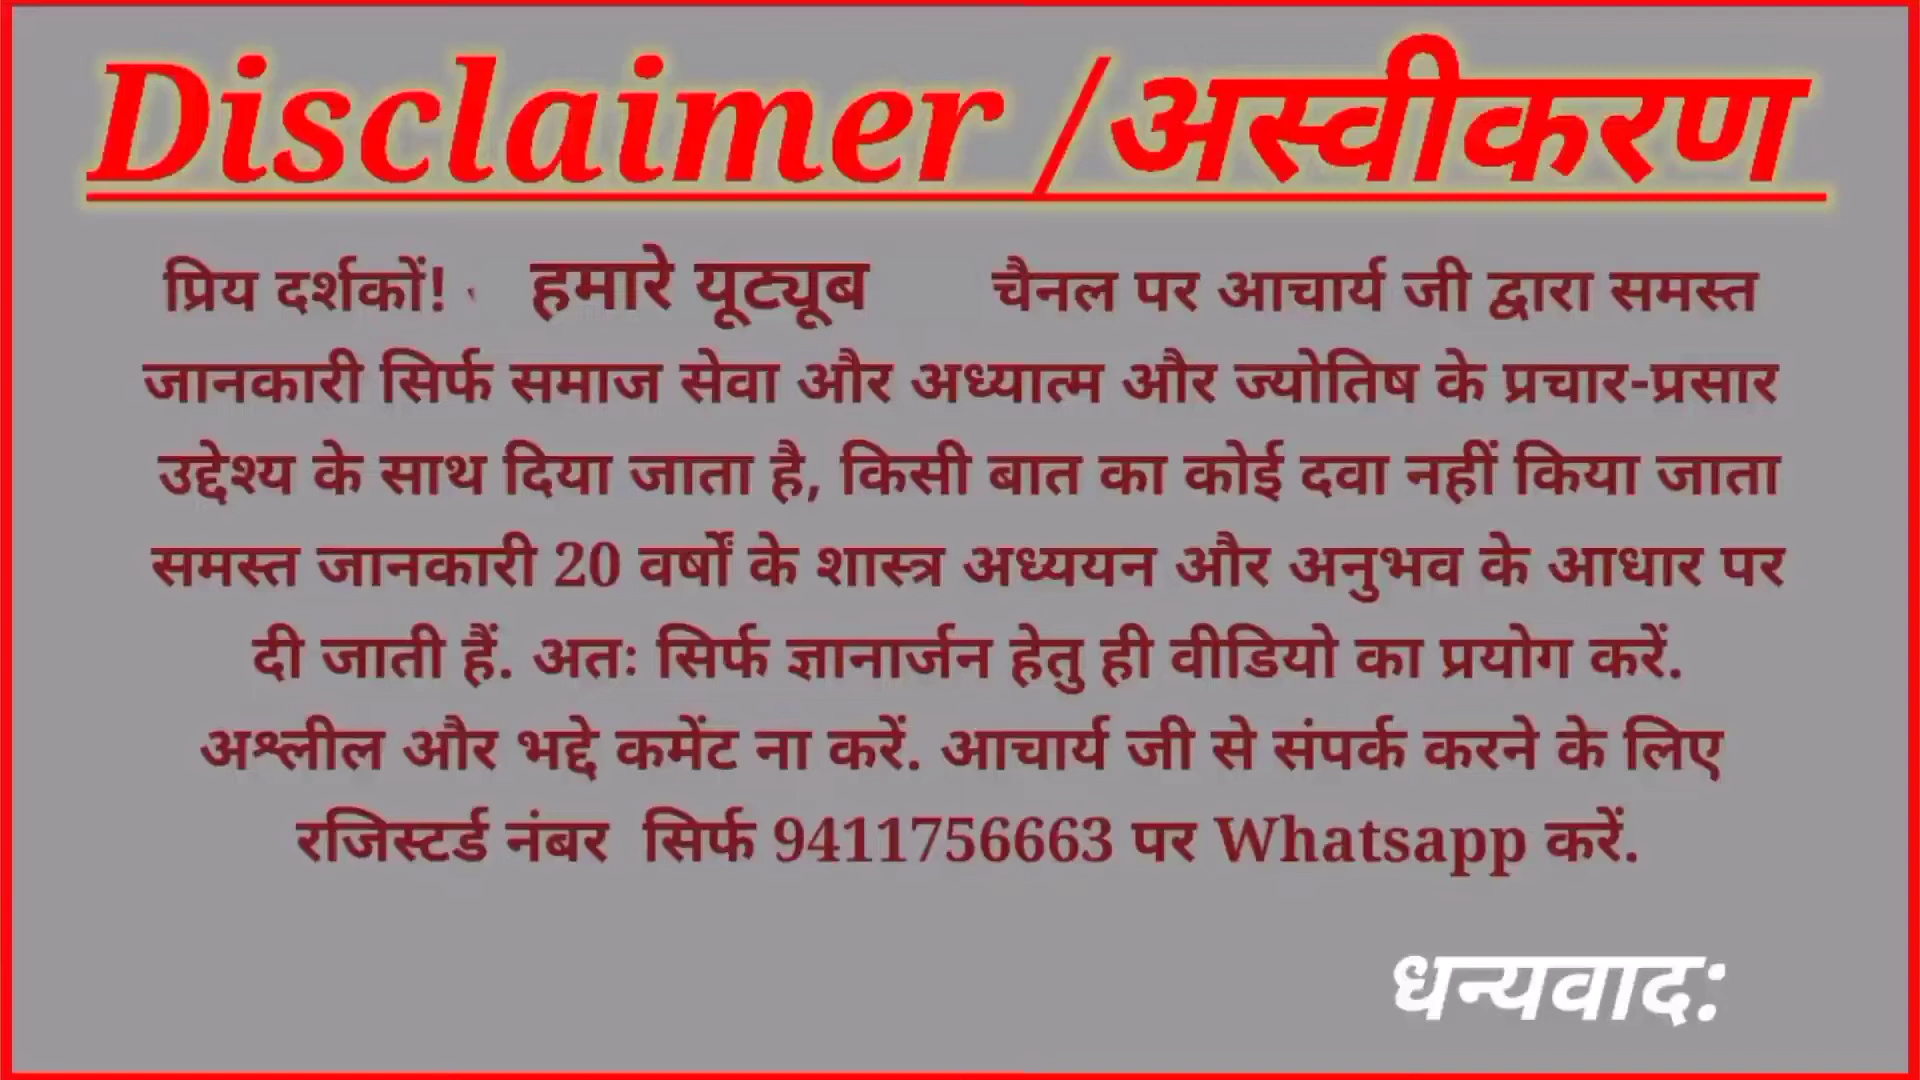 Disclaimer /अस्वीकरण
प्रिय दर्शकों! हमारे यूट्यूब चैनल पर आचार्य जी द्वारा समस्त
जानकारी सिर्फ समाज सेवा और अध्यात्म और ज्योतिष के प्रचार-प्रसार
उद्देश्य के साथ दिया जाता है, किसी बात का कोई दवा नहीं किया जाता
समस्त जानकारी 20 वर्षों के शास्त्र अध्ययन और अनुभव के आधार पर
दी जाती हैं. अतः सिर्फ ज्ञानार्जन हेतु ही वीडियो का प्रयोग करें.
अश्लील और भद्दे कमेंट ना करें. आचार्य जी से संपर्क करने के लिए
रजिस्टर्ड नंबर सिर्फ 9411756663 पर Whatsapp करें.
धन्यवाद: